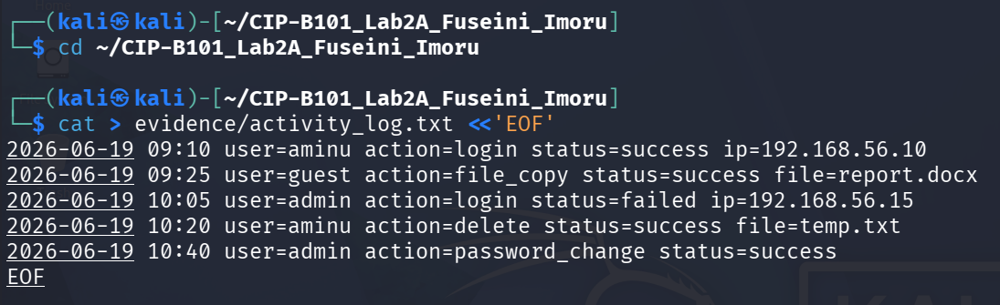 ┌──(kali㉿kali)-[~/CIP-B101_Lab2A_Fuseini_Imoru]
└─$ cd ~/CIP-B101_Lab2A_Fuseini_Imoru
┌──(kali㉿kali)-[~/CIP-B101_Lab2A_Fuseini_Imoru]
└─$ cat > evidence/activity_log.txt <<'EOF'
2026-06-19 09:10 user=aminu action=login status=success ip=192.168.56.10
2026-06-19 09:25 user=guest action=file_copy status=success file=report.docx
2026-06-19 10:05 user=admin action=login status=failed ip=192.168.56.15
2026-06-19 10:20 user=aminu action=delete status=success file=temp.txt
2026-06-19 10:40 user=admin action=password_change status=success
EOF